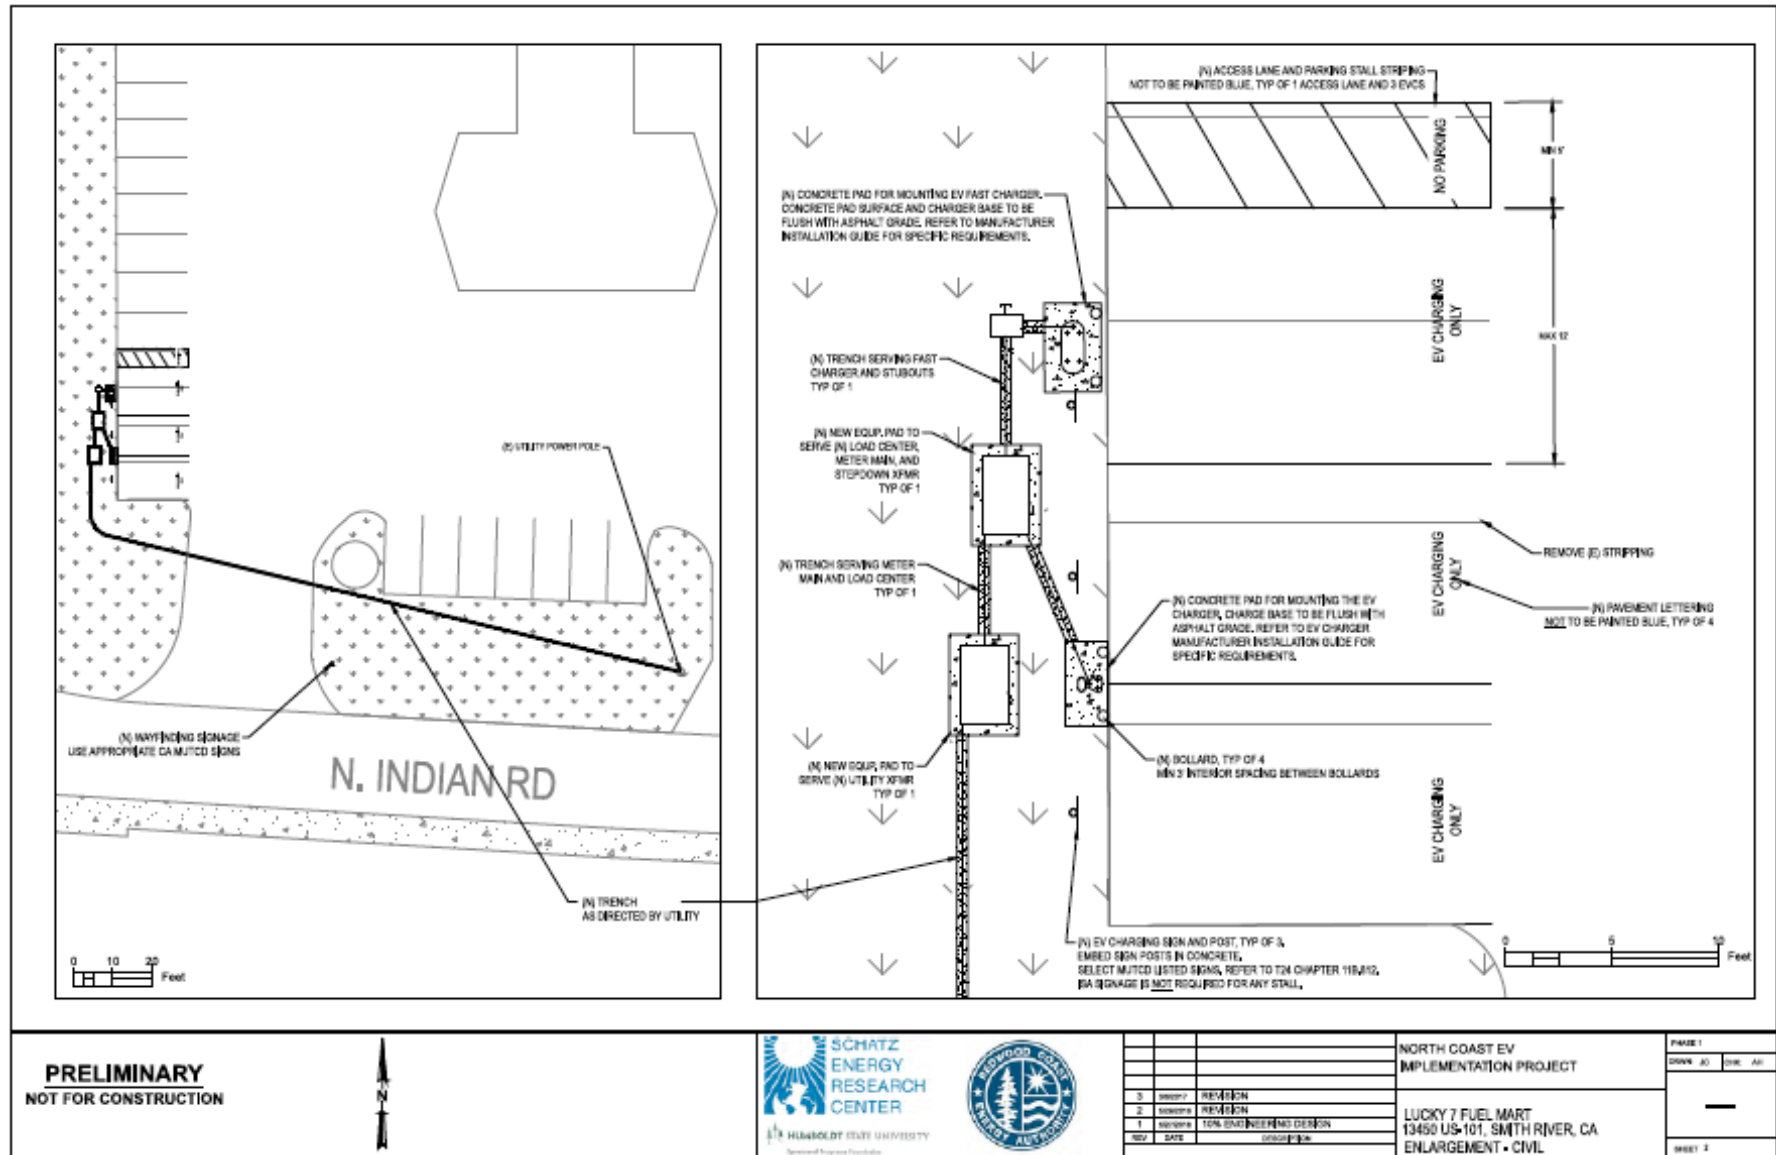 (E) UTILITY POWER POLE
(N) WAYFINDING SIGNAGE
USE APPROPRIATE CA MUTCD SIGNS
N. INDIAN RD
(N) TRENCH
AS DIRECTED BY UTILITY
0 10 20
Feet
(N) ACCESS LANE AND PARKING STALL STRIPING
NOT TO BE PAINTED BLUE, TYP OF 1 ACCESS LANE AND 3 EVCS
NO PARKING
MIN 5'
(N) CONCRETE PAD FOR MOUNTING EV FAST CHARGER.
CONCRETE PAD SURFACE AND CHARGER BASE TO BE
FLUSH WITH ASPHALT GRADE. REFER TO MANUFACTURER
INSTALLATION GUIDE FOR SPECIFIC REQUIREMENTS.
EV CHARGING
ONLY
MAX 12'
(N) TRENCH SERVING FAST
CHARGER AND STUBOUTS
TYP OF 1
(N) NEW EQUP. PAD TO
SERVE (N) LOAD CENTER,
METER MAIN, AND
STEPDOWN XFMR
TYP OF 1
(N) TRENCH SERVING METER
MAIN AND LOAD CENTER
TYP OF 1
EV CHARGING
ONLY
REMOVE (E) STRIPPING
(N) PAVEMENT LETTERING
NOT TO BE PAINTED BLUE, TYP OF 4
(N) CONCRETE PAD FOR MOUNTING THE EV
CHARGER, CHARGE BASE TO BE FLUSH WITH
ASPHALT GRADE. REFER TO EV CHARGER
MANUFACTURER INSTALLATION GUIDE FOR
SPECIFIC REQUIREMENTS.
(N) NEW EQUP. PAD TO
SERVE (N) UTILITY XFMR
TYP OF 1
(N) BOLLARD, TYP OF 4
MIN 3' INTERIOR SPACING BETWEEN BOLLARDS
EV CHARGING
ONLY
(N) EV CHARGING SIGN AND POST, TYP OF 3,
EMBED SIGN POSTS IN CONCRETE.
SELECT MUTCD LISTED SIGNS, REFER TO T24 CHAPTER 11B-812,
ISA SIGNAGE IS NOT REQUIRED FOR ANY STALL.
0 5 10
Feet
PRELIMINARY
NOT FOR CONSTRUCTION
N
SCHATZ
ENERGY
RESEARCH
CENTER
HUMBOLDT STATE UNIVERSITY
Sponsored Programs Foundation
REDWOOD COAST
ENERGY AUTHORITY
3 REVISION
2 REVISION
1 10% ENGINEERING DESIGN
REV DATE DESCRIPTION
NORTH COAST EV
IMPLEMENTATION PROJECT
LUCKY 7 FUEL MART
13450 US-101, SMITH RIVER, CA
ENLARGEMENT - CIVIL
PHASE 1
DRWN
SHEET 2